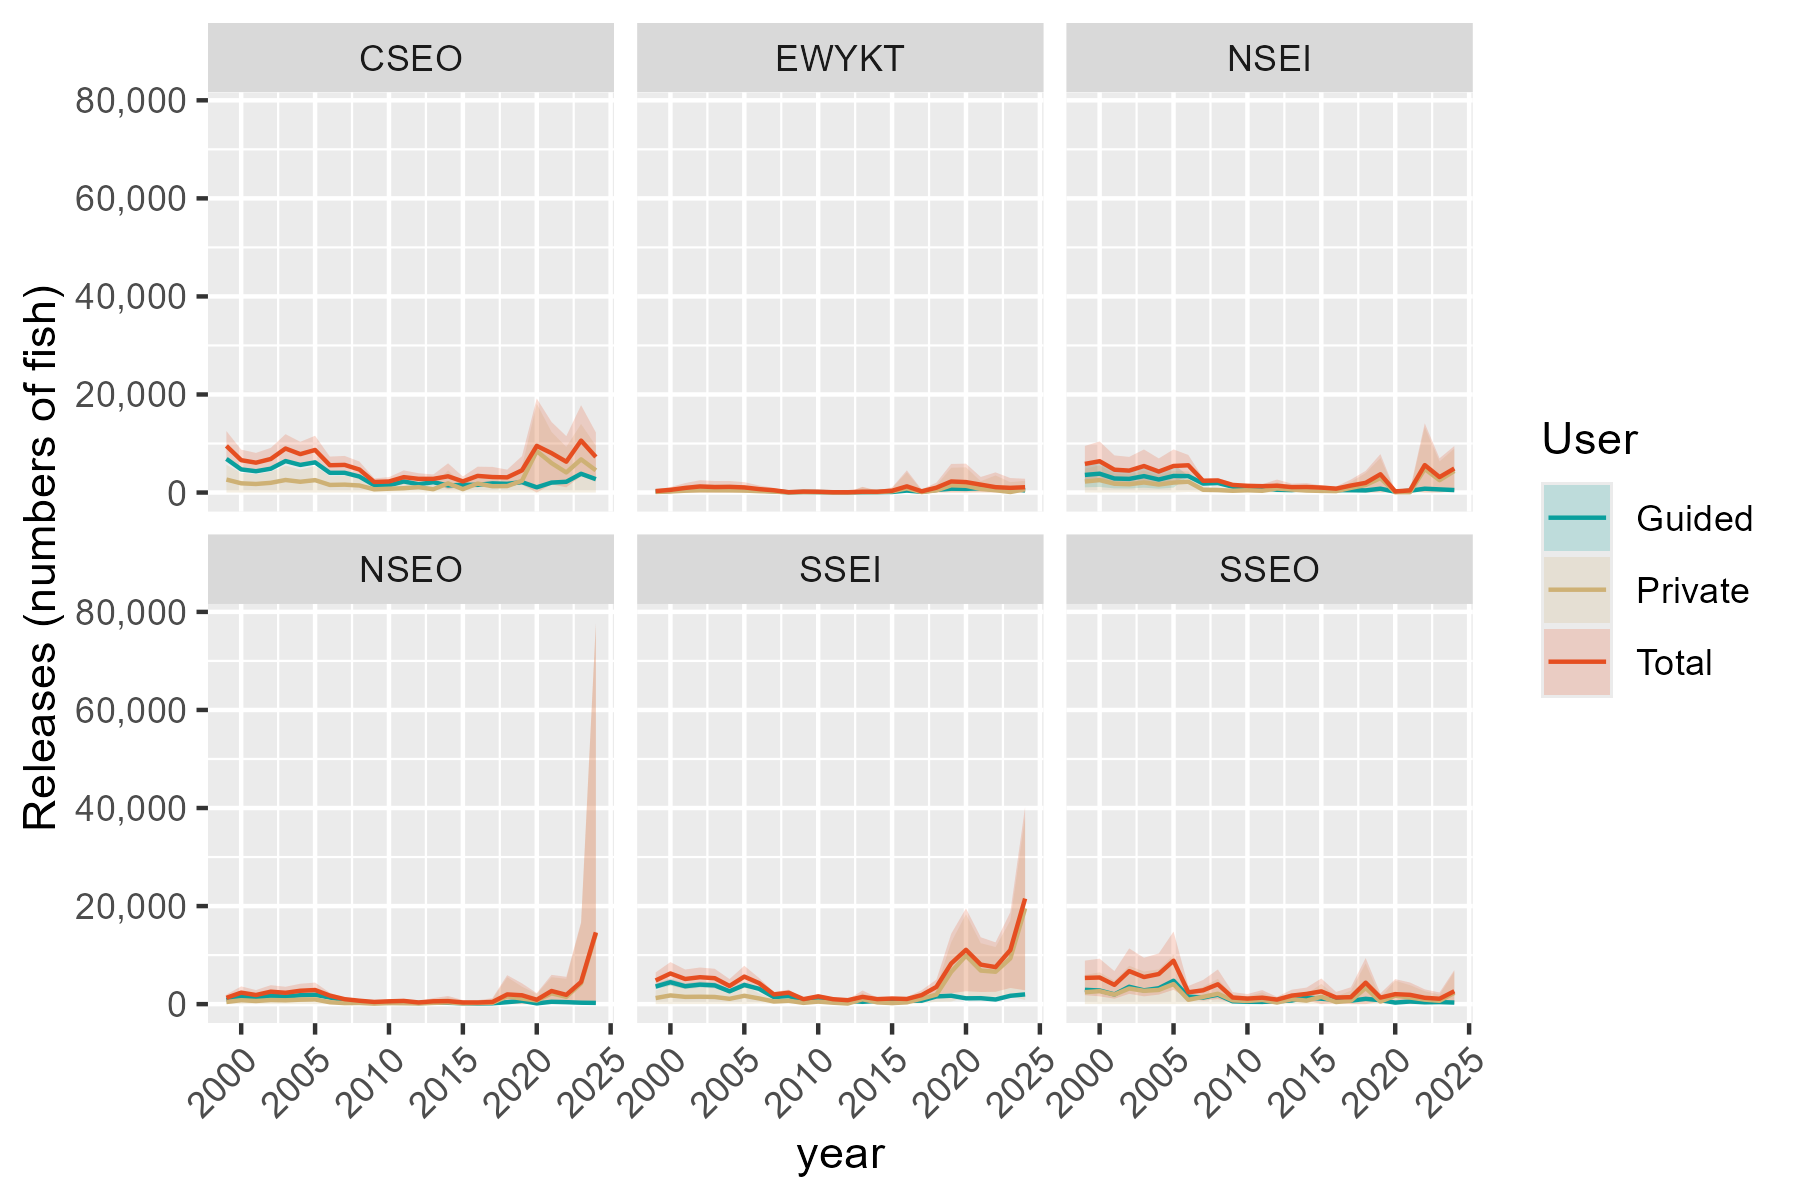 CSEO EWYKT NSEI
80,000
60,000
40,000
20,000
0
NSEO SSEI SSEO
80,000
60,000
40,000
20,000
0
2000 2005 2010 2015 2020 2025 2000 2005 2010 2015 2020 2025 2000 2005 2010 2015 2020 2025
year
Releases (numbers of fish)
User
Guided
Private
Total